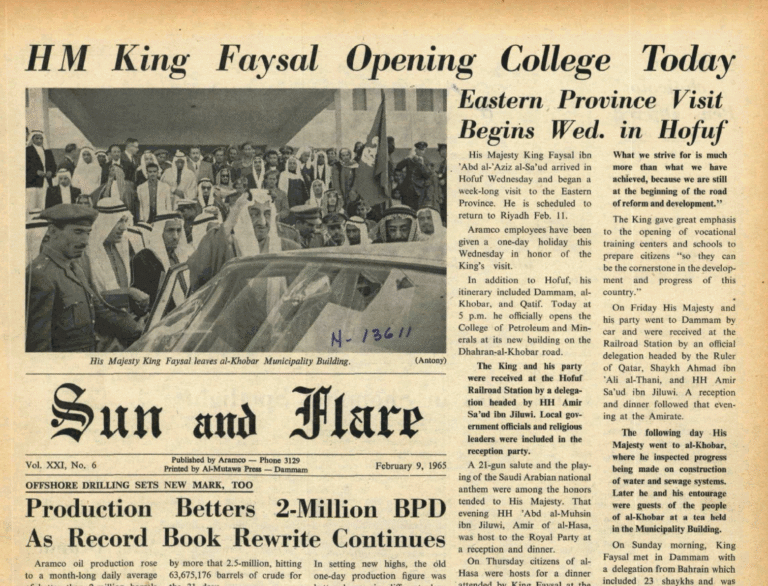 HM King Faysal Opening College Today
N-13611
His Majesty King Faysal leaves al-Khobar Municipality Building.
(Antony)
Sun and Flare
Vol. XXI, No. 6
Published by Aramco — Phone 3129
Printed by Al-Mutawa Press — Dammam
February 9, 1965
OFFSHORE DRILLING SETS NEW MARK, TOO
Production Betters 2-Million BPD
As Record Book Rewrite Continues
Aramco oil production rose
to a month-long daily average
by more that 2.5-million, hitting
63,675,176 barrels of crude for
In setting new highs, the old
one-day production figure was
Eastern Province Visit
Begins Wed. in Hofuf
His Majesty King Faysal ibn
'Abd al-'Aziz al-Sa'ud arrived in
Hofuf Wednesday and began a
week-long visit to the Eastern
Province. He is scheduled to
return to Riyadh Feb. 11.
Aramco employees have been
given a one-day holiday this
Wednesday in honor of the
King's visit.
In addition to Hofuf, his
itinerary included Dammam, al-
Khobar, and Qatif. Today at
5 p.m. he officially opens the
College of Petroleum and Min-
erals at its new building on the
Dhahran-al-Khobar road.
The King and his party
were received at the Hofuf
Railroad Station by a delega-
tion headed by HH Amir
Sa'ud ibn Jiluwi. Local gov-
ernment officials and religious
leaders were included in the
reception party.
A 21-gun salute and the play-
ing of the Saudi Arabian national
anthem were among the honors
tended to His Majesty. That
evening HH 'Abd al-Muhsin
ibn Jiluwi, Amir of al-Hasa,
was host to the Royal Party at
a reception and dinner.
On Thursday citizens of al-
Hasa were hosts for a dinner
attended by King Faysal at the
What we strive for is much
more than what we have
achieved, because we are still
at the beginning of the road
of reform and development."
The King gave great emphasis
to the opening of vocational
training centers and schools to
prepare citizens "so they can
be the cornerstone in the develop-
ment and progress of this
country."
On Friday His Majesty and
his party went to Dammam by
car and were received at the
Railroad Station by an official
delegation headed by the Ruler
of Qatar, Shaykh Ahmad ibn
'Ali al-Thani, and HH Amir
Sa'ud ibn Jiluwi. A reception
and dinner followed that even-
ing at the Amirate.
The following day His
Majesty went to al-Khobar,
where he inspected progress
being made on construction
of water and sewage systems.
Later he and his entourage
were guests of the people
of al-Khobar at a tea held
in the Municipality Building.
On Sunday morning, King
Faysal met in Dammam with
a delegation from Bahrain which
included 23 shaykhs and was